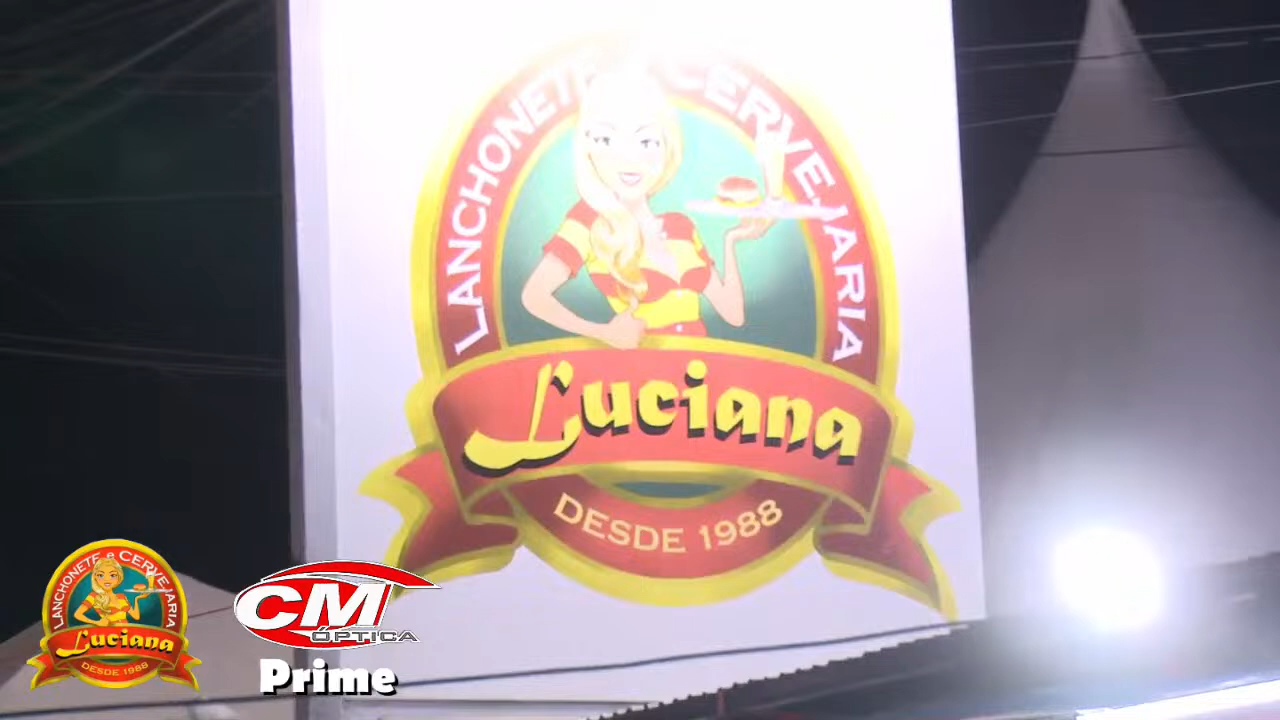 LANCHONETE e CERVEJARIA
Luciana
DESDE 1988
LANCHONETE e CERVEJARIA
Luciana
DESDE 1988
CM
ÓPTICA
Prime